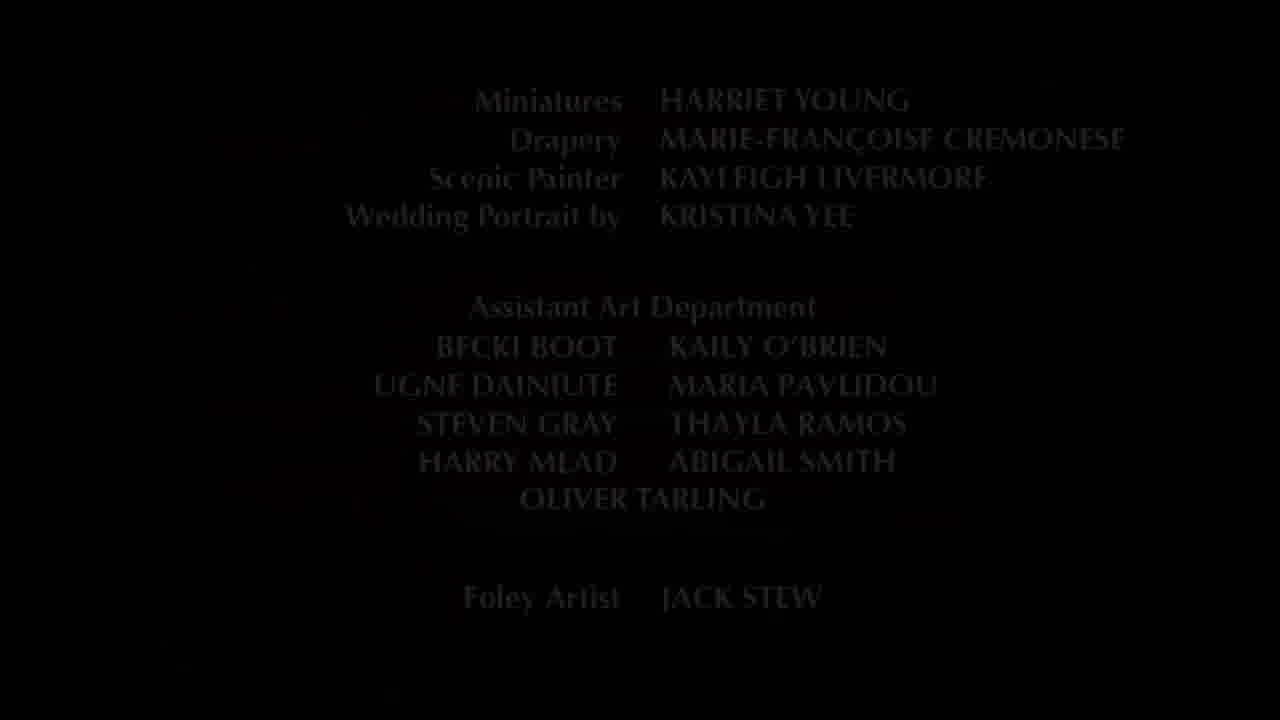 Miniatures HARRIET YOUNG
Drapery MARIE-FRANÇOISE CREMONESE
Scenic Painter KAYLEIGH LIVERMORE
Wedding Portrait by KRISTINA YEE
Assistant Art Department
BECKI BOOT KAILY O'BRIEN
UGNE DAINIUTE MARIA PAVLIDOU
STEVEN GRAY THAYLA RAMOS
HARRY MLAD ABIGAIL SMITH
OLIVER TARLING
Foley Artist JACK STEW